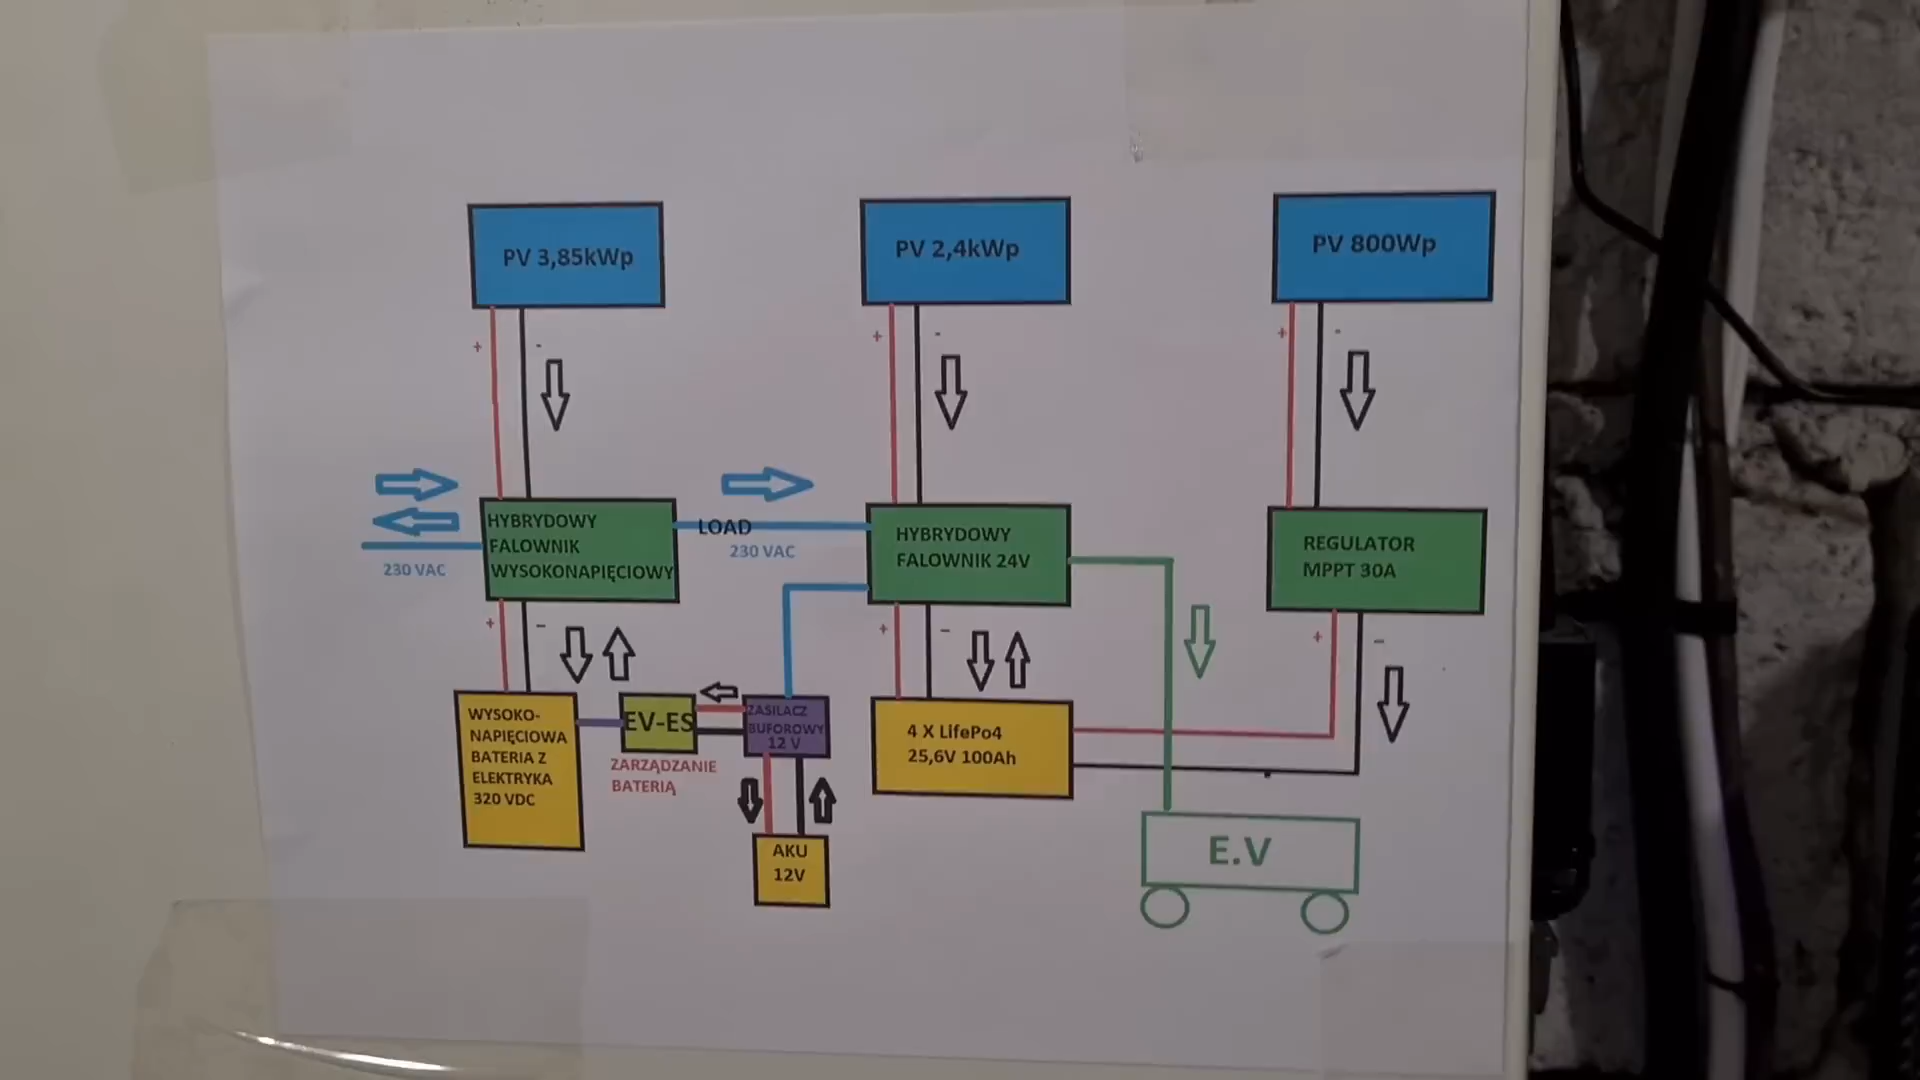 PV 3,85kWp
PV 2,4kWp
PV 800Wp
+
-
+
-
+
-
HYBRYDOWY
FALOWNIK
WYSOKONAPIĘCIOWY
230 VAC
LOAD
230 VAC
HYBRYDOWY
FALOWNIK 24V
REGULATOR
MPPT 30A
+
-
+
-
+
-
WYSOKO-
NAPIĘCIOWA
BATERIA Z
ELEKTRYKA
320 VDC
EV-ES
ZARZĄDZANIE
BATERIĄ
ZASILACZ
BUFOROWY
12 V
4 X LifePo4
25,6V 100Ah
AKU
12V
E.V